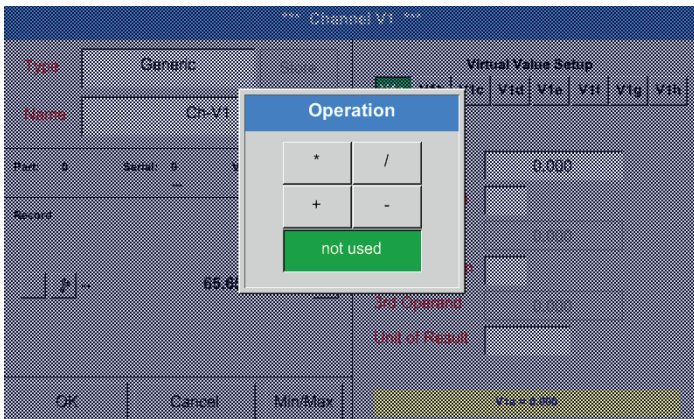 *** Channel V1 ***
Type Generic Store
Virtual Value Setup
V1c V1d V1e V1f V1g V1h
Name Ch-V1
Operation
* /
Part: 0 Serial: 0
0.000
+ -
Record
not used
0.000
65.65
3rd Operand 0.000
Unit of Result
OK Cancel Min/Max
V1a = 0.000